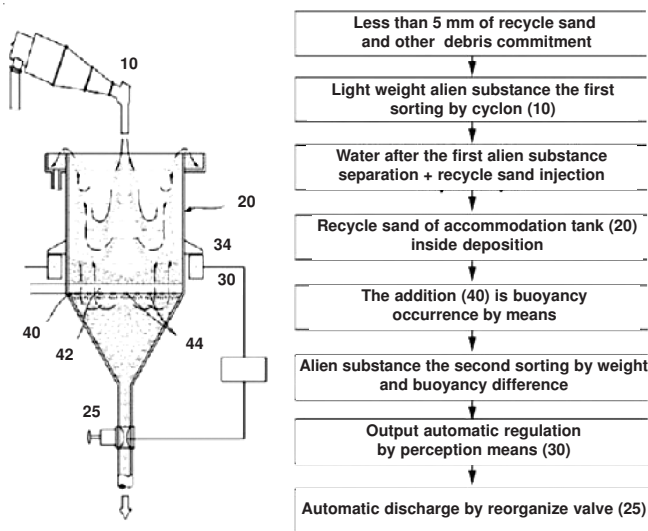 10
20
34
30
40
42
44
25
Less than 5 mm of recycle sand
and other debris commitment
Light weight alien substance the first
sorting by cyclon (10)
Water after the first alien substance
separation + recycle sand injection
Recycle sand of accommodation tank (20)
inside deposition
The addition (40) is buoyancy
occurrence by means
Alien substance the second sorting by weight
and buoyancy difference
Output automatic regulation
by perception means (30)
Automatic discharge by reorganize valve (25)